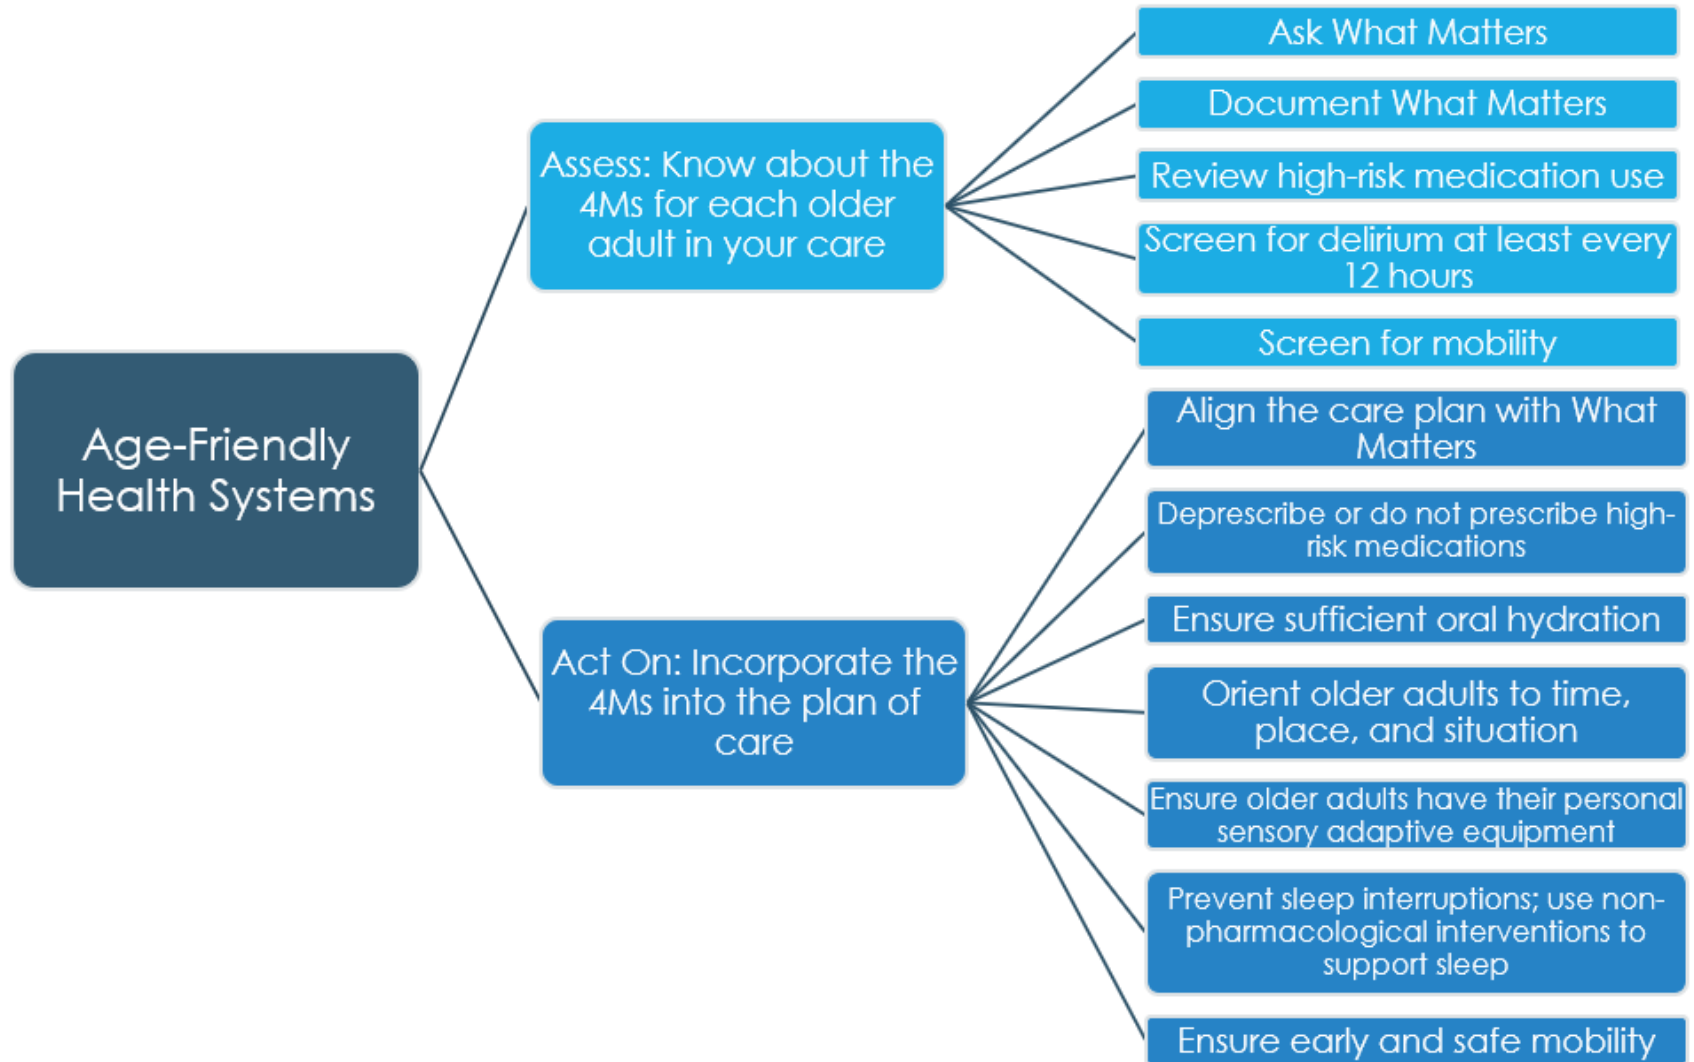 Age-Friendly
Health Systems
Assess: Know about the
4Ms for each older
adult in your care
Ask What Matters
Document What Matters
Review high-risk medication use
Screen for delirium at least every
12 hours
Screen for mobility
Act On: Incorporate the
4Ms into the plan of
care
Align the care plan with What
Matters
Deprescribe or do not prescribe high-
risk medications
Ensure sufficient oral hydration
Orient older adults to time,
place, and situation
Ensure older adults have their personal
sensory adaptive equipment
Prevent sleep interruptions; use non-
pharmacological interventions to
support sleep
Ensure early and safe mobility